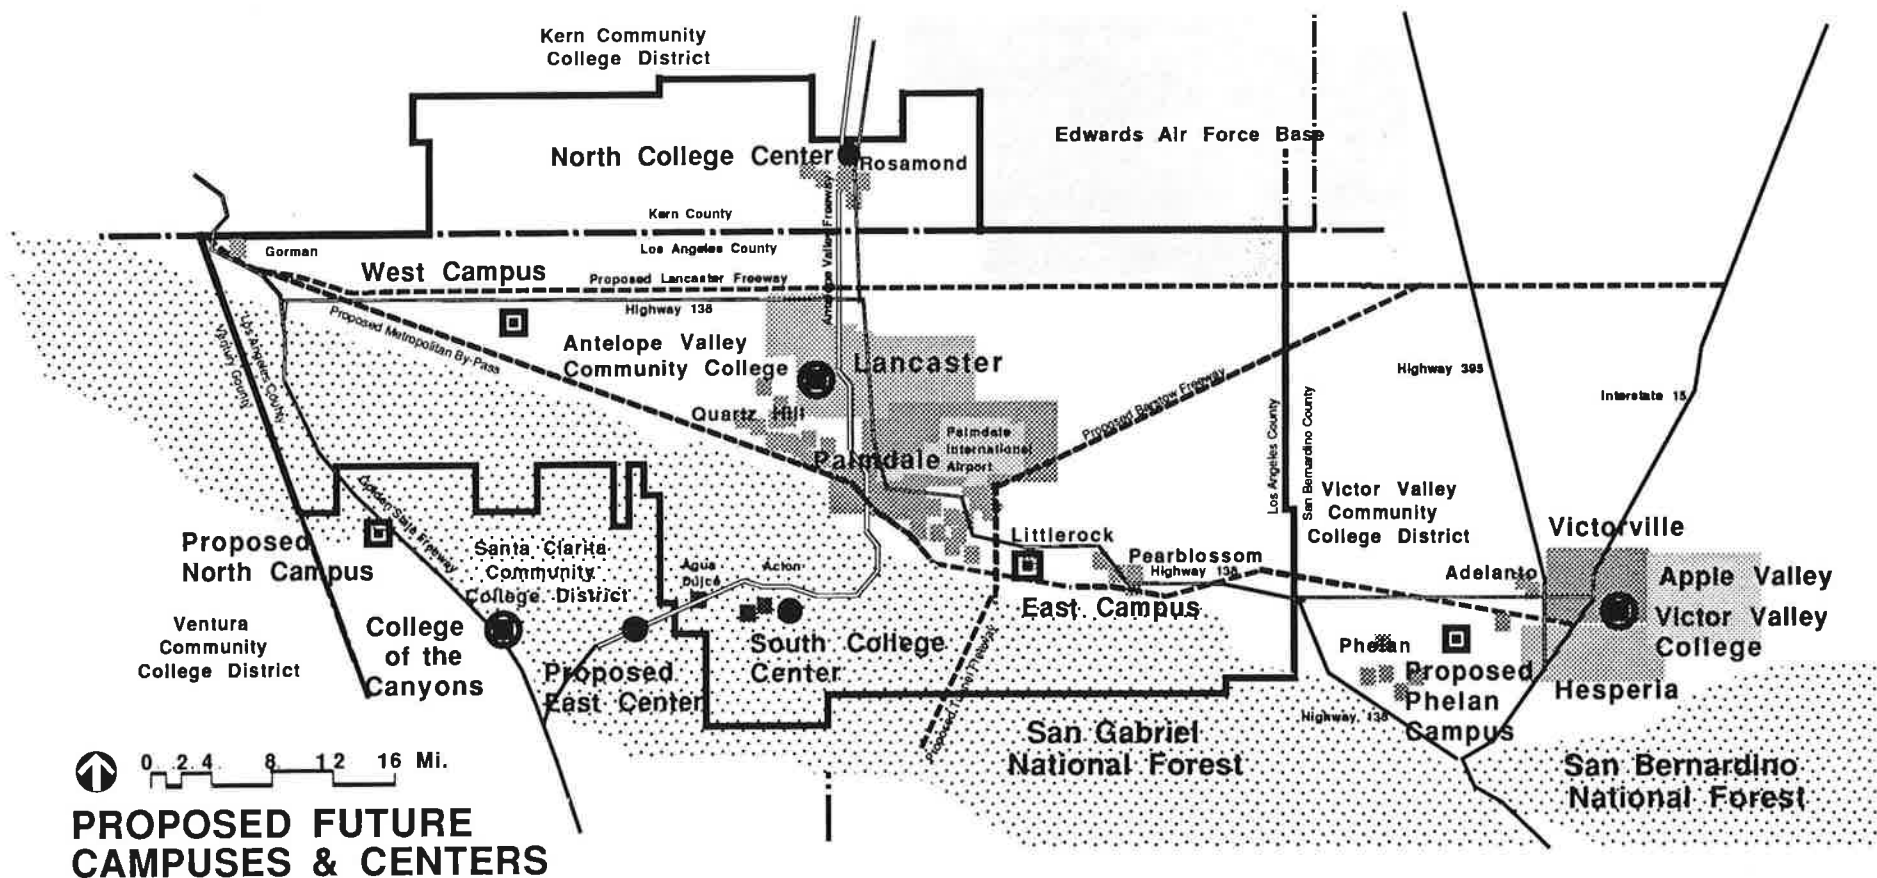 Kern Community
College District
Edwards Air Force Base
North College Center
Rosamond
Antelope Valley Freeway
Kern County
Los Angeles County
Gorman
West Campus
Proposed Lancaster Freeway
Highway 138
Proposed Metropolitan By-Pass
Los Angeles County
Ventura County
Antelope Valley
Community College
Lancaster
Quartz Hill
Palmdale
Palmdale
International
Airport
Proposed Barstow Freeway
Highway 395
Interstate 15
Los Angeles County
San Bernardino County
Victor Valley
Community
College District
Victorville
Golden State Freeway
Proposed
North Campus
Santa Clarita
Community
College District
Agua
Dulce
Acton
Littlerock
Pearblossom
Highway 138
East Campus
Adelanto
Apple Valley
Victor Valley
College
Ventura
Community
College District
College
of the
Canyons
Proposed
East Center
South College
Center
Proposed Tunnel Freeway
Phelan
Proposed
Phelan
Campus
Hesperia
Highway 138
San Gabriel
National Forest
San Bernardino
National Forest
0 2 4 8 12 16 Mi.
PROPOSED FUTURE
CAMPUSES & CENTERS